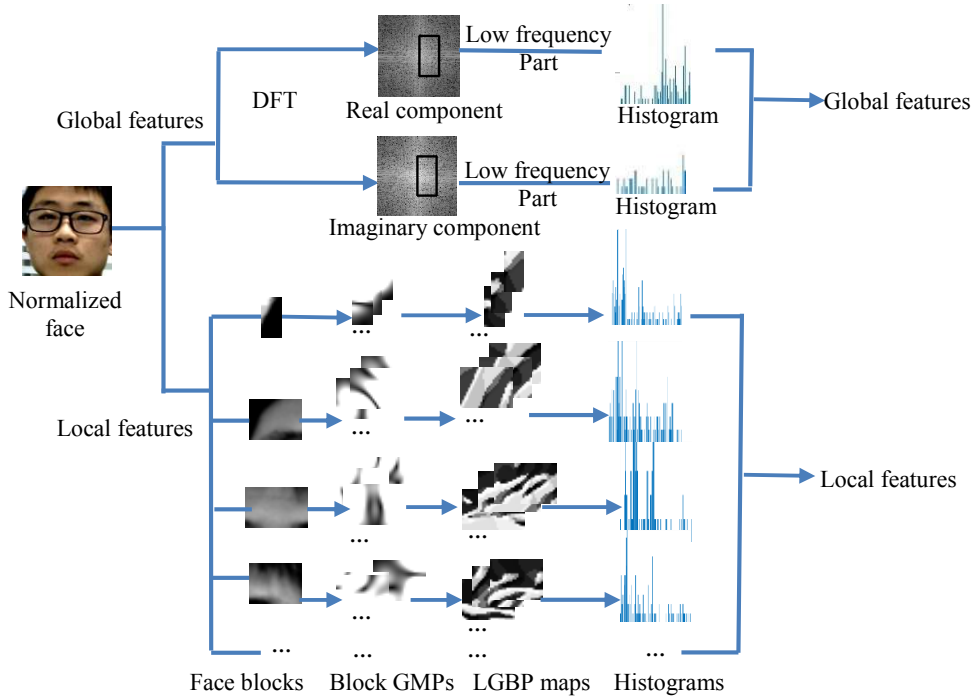 Low frequency
Part
DFT
Real component
Histogram
Global features
Global features
Low frequency
Part
Imaginary component
Histogram
Normalized
face
...
...
Local features
...
...
Local features
...
...
...
...
...
...
...
...
Face blocks
Block GMPs
LGBP maps
Histograms